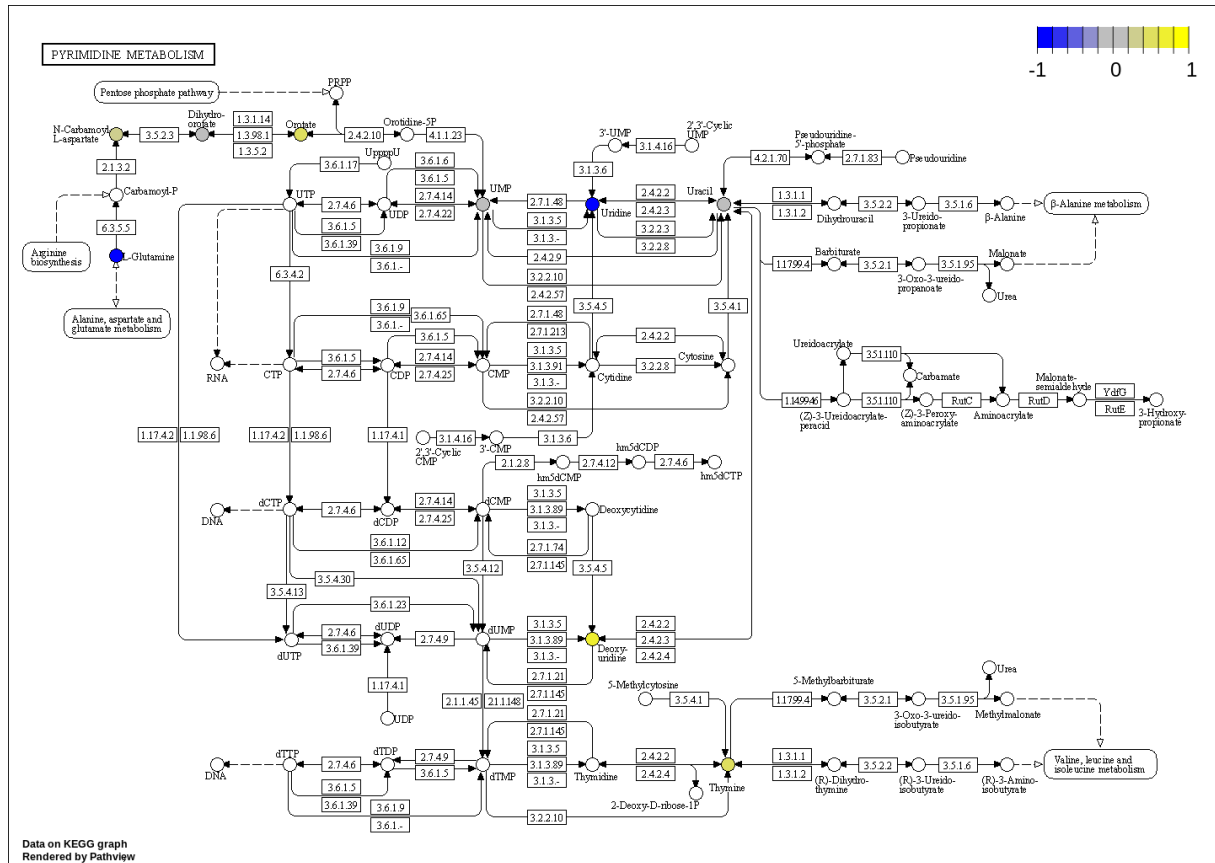 PYRIMIDINE METABOLISM
-1 0 1
Pentose phosphate pathway
PRPP
N-Carbamoyl-
L-aspartate
3.5.2.3
Dihydro-
orotate
1.3.1.14
1.3.98.1
1.3.5.2
Orotate
2.4.2.10
Orotidine-5P
4.1.1.23
2.1.3.2
Carbamoyl-P
6.3.5.5
Arginine
biosynthesis
L-Glutamine
Alanine, aspartate and
glutamate metabolism
UppppU
3.6.1.17
UTP
2.7.4.6
3.6.1.5
3.6.1.39
UDP
3.6.1.6
3.6.1.5
2.7.4.14
2.7.4.22
UMP
3.6.1.9
3.6.1.-
2.7.1.48
3.1.3.5
3.1.3.-
2.4.2.9
3.2.2.10
2.4.2.57
3'-UMP
3.1.4.16
2',3'-Cyclic
UMP
3.1.3.6
Uridine
2.4.2.2
2.4.2.3
3.2.2.3
3.2.2.8
Uracil
4.2.1.70
Pseudouridine-
5'-phosphate
2.7.1.83
Pseudouridine
1.3.1.1
1.3.1.2
Dihydrouracil
3.5.2.2
3-Ureido-
propionate
3.5.1.6
β-Alanine
β-Alanine metabolism
1.17.99.4
Barbiturate
3.5.2.1
3-Oxo-3-ureido-
propanoate
3.5.1.95
Malonate
Urea
6.3.4.2
3.5.4.5
3.5.4.1
RNA
CTP
3.6.1.5
2.7.4.6
3.6.1.9
3.6.1.-
3.6.1.65
CDP
3.6.1.5
2.7.4.14
2.7.4.25
CMP
2.7.1.48
2.7.1.213
3.1.3.5
3.1.3.91
3.1.3.-
3.2.2.10
2.4.2.57
Cytidine
2.4.2.2
3.2.2.8
Cytosine
1.14.99.46
Ureidoacrylate
3.5.1.110
3.5.1.110
Carbamate
(Z)-3-Ureidoacrylate-
peracid
(Z)-3-Peroxy-
aminoacrylate
RutC
Aminoacrylate
RutD
Malonate-
semialdehyde
YdfG
RutE
3-Hydroxy-
propionate
1.17.4.2 1.1.98.6
1.17.4.2 1.1.98.6
1.17.4.1
2',3'-Cyclic
CMP
3.1.4.16
3'-CMP
3.1.3.6
2.1.2.8
hm5dCMP
2.7.4.12
hm5dCDP
2.7.4.6
hm5dCTP
DNA
dCTP
2.7.4.6
dCDP
2.7.4.14
2.7.4.25
dCMP
3.1.3.5
3.1.3.89
3.1.3.-
2.7.1.74
2.7.1.145
Deoxycytidine
3.6.1.12
3.6.1.65
3.5.4.12
3.5.4.5
3.5.4.30
3.5.4.13
3.6.1.23
dUTP
2.7.4.6
3.6.1.39
dUDP
2.7.4.9
dUMP
3.1.3.5
3.1.3.89
3.1.3.-
2.7.1.21
2.7.1.145
Deoxy-
uridine
2.4.2.2
2.4.2.3
2.4.2.4
1.17.4.1
UDP
2.1.1.45 2.1.1.148
5-Methylcytosine
3.5.4.1
1.17.99.4
5-Methylbarbiturate
3.5.2.1
3-Oxo-3-ureido-
isobutyrate
3.5.1.95
Urea
Methylmalonate
DNA
dTTP
2.7.4.6
3.6.1.5
3.6.1.39
dTDP
2.7.4.9
3.6.1.5
dTMP
3.6.1.9
3.6.1.-
2.7.1.21
2.7.1.145
3.1.3.5
3.1.3.89
3.1.3.-
Thymidine
2.4.2.2
2.4.2.4
2-Deoxy-D-ribose-1P
3.2.2.10
Thymine
1.3.1.1
1.3.1.2
(R)-Dihydro-
thymine
3.5.2.2
(R)-3-Ureido-
isobutyrate
3.5.1.6
(R)-3-Amino-
isobutyrate
Valine, leucine and
isoleucine metabolism
Data on KEGG graph
Rendered by Pathview